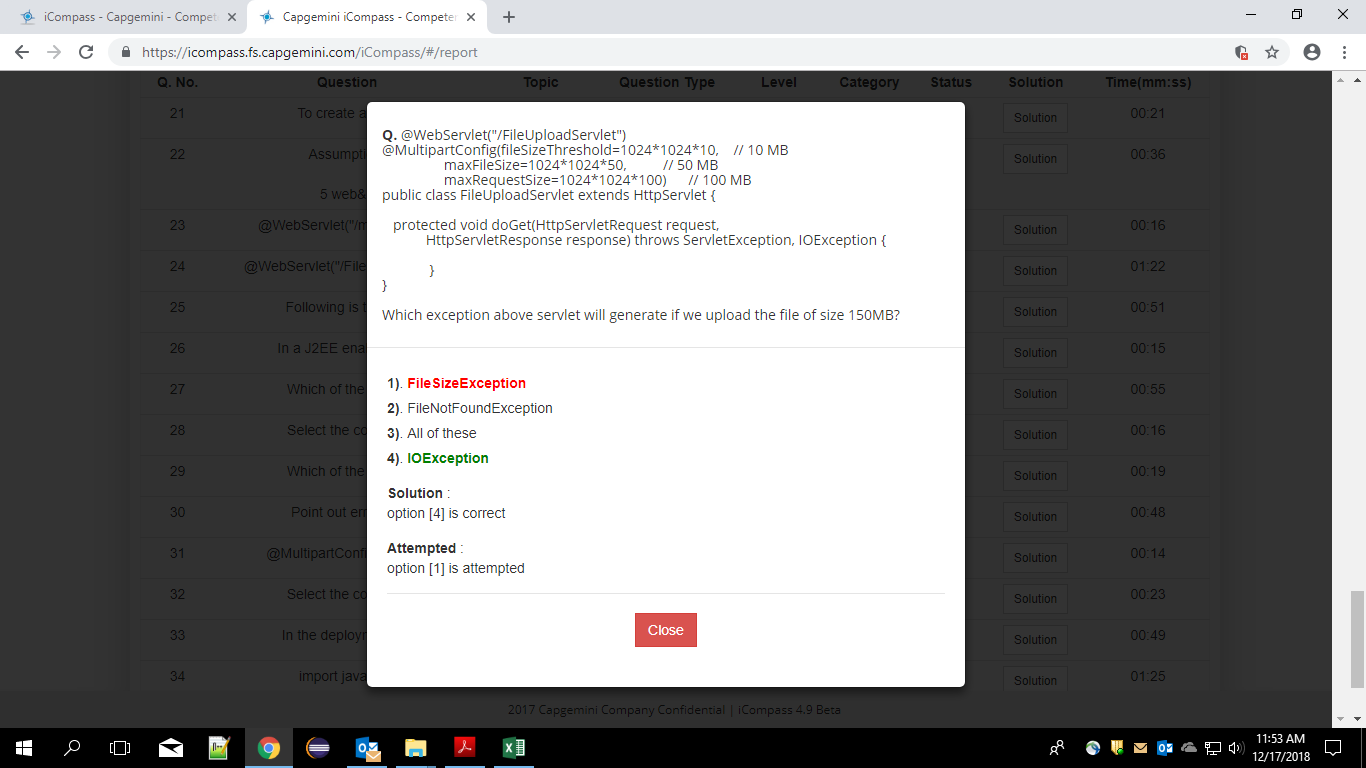 iCompass - Capgemini - Compet
Capgemini iCompass - Competen
https://icompass.fs.capgemini.com/iCompass/#/report
Q. No. Question Topic Question Type Level Category Status Solution Time(mm:ss)
21 To create a Solution 00:21
22 Assumpti Solution 00:36
5 web&
23 @WebServlet("/m Solution 00:16
24 @WebServlet("/File Solution 01:22
25 Following is t Solution 00:51
26 In a J2EE ena Solution 00:15
27 Which of the Solution 00:55
28 Select the co Solution 00:16
29 Which of the Solution 00:19
30 Point out err Solution 00:48
31 @MultipartConfi Solution 00:14
32 Select the co Solution 00:23
33 In the deploy Solution 00:49
34 import java Solution 01:25
Q. @WebServlet("/FileUploadServlet")
@MultipartConfig(fileSizeThreshold=1024*1024*10, // 10 MB
maxFileSize=1024*1024*50, // 50 MB
maxRequestSize=1024*1024*100) // 100 MB
public class FileUploadServlet extends HttpServlet {
protected void doGet(HttpServletRequest request,
HttpServletResponse response) throws ServletException, IOException {
}
}
Which exception above servlet will generate if we upload the file of size 150MB?
1). FileSizeException
2). FileNotFoundException
3). All of these
4). IOException
Solution :
option [4] is correct
Attempted :
option [1] is attempted
Close
2017 Capgemini Company Confidential | iCompass 4.9 Beta
11:53 AM
12/17/2018